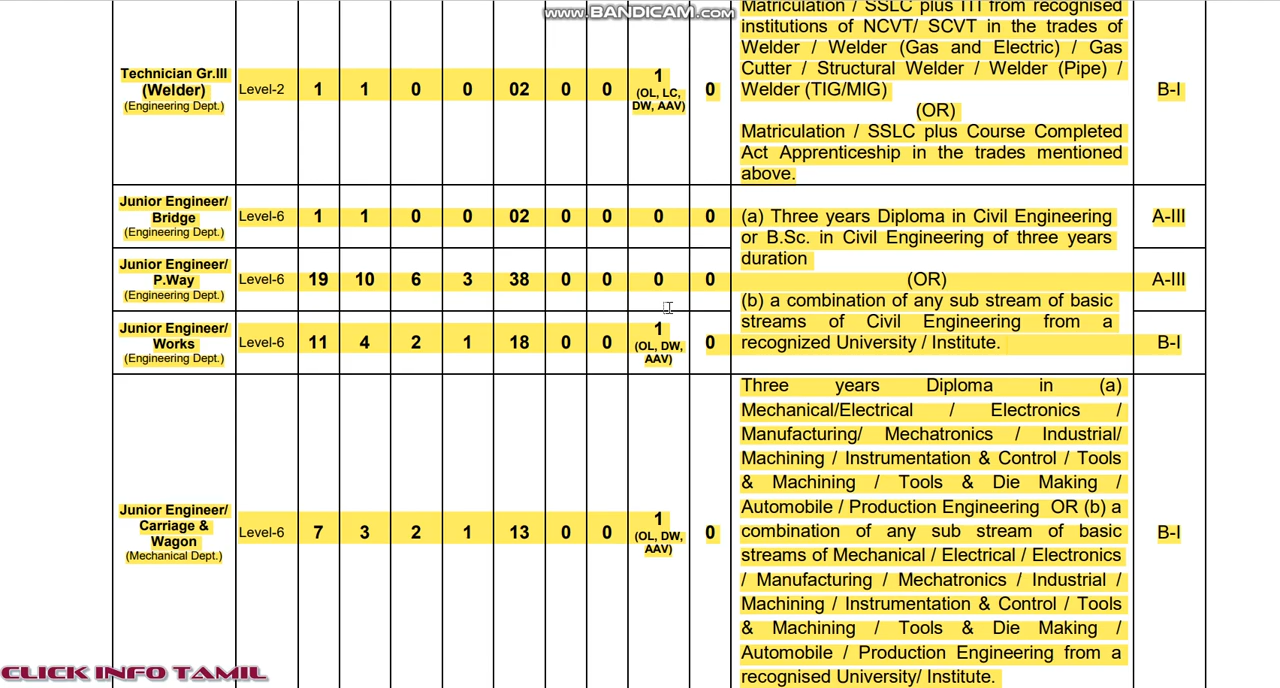 www.BANDICAM.com
Matriculation / SSLC plus ITI from recognised
institutions of NCVT/ SCVT in the trades of
Welder / Welder (Gas and Electric) / Gas
Cutter / Structural Welder / Welder (Pipe) /
Welder (TIG/MIG)
(OR)
Matriculation / SSLC plus Course Completed
Act Apprenticeship in the trades mentioned
above.
Technician Gr.III
(Welder)
(Engineering Dept.)
Level-2 1 1 0 0 02 0 0 1 0 B-I
(OL, LC,
DW, AAV)
Junior Engineer/
Bridge
(Engineering Dept.)
Level-6 1 1 0 0 02 0 0 0 0 A-III
Junior Engineer/
P.Way
(Engineering Dept.)
Level-6 19 10 6 3 38 0 0 0 0 A-III
Junior Engineer/
Works
(Engineering Dept.)
Level-6 11 4 2 1 18 0 0 1 0 B-I
(OL, DW,
AAV)
(a) Three years Diploma in Civil Engineering
or B.Sc. in Civil Engineering of three years
duration
(OR)
(b) a combination of any sub stream of basic
streams of Civil Engineering from a
recognized University / Institute.
Junior Engineer/
Carriage &
Wagon
(Mechanical Dept.)
Level-6 7 3 2 1 13 0 0 1 0 B-I
(OL, DW,
AAV)
Three years Diploma in (a)
Mechanical/Electrical / Electronics /
Manufacturing/ Mechatronics / Industrial/
Machining / Instrumentation & Control / Tools
& Machining / Tools & Die Making /
Automobile / Production Engineering OR (b) a
combination of any sub stream of basic
streams of Mechanical / Electrical / Electronics
/ Manufacturing / Mechatronics / Industrial /
Machining / Instrumentation & Control / Tools
& Machining / Tools & Die Making /
Automobile / Production Engineering from a
recognised University/ Institute.
CLICK INFO TAMIL